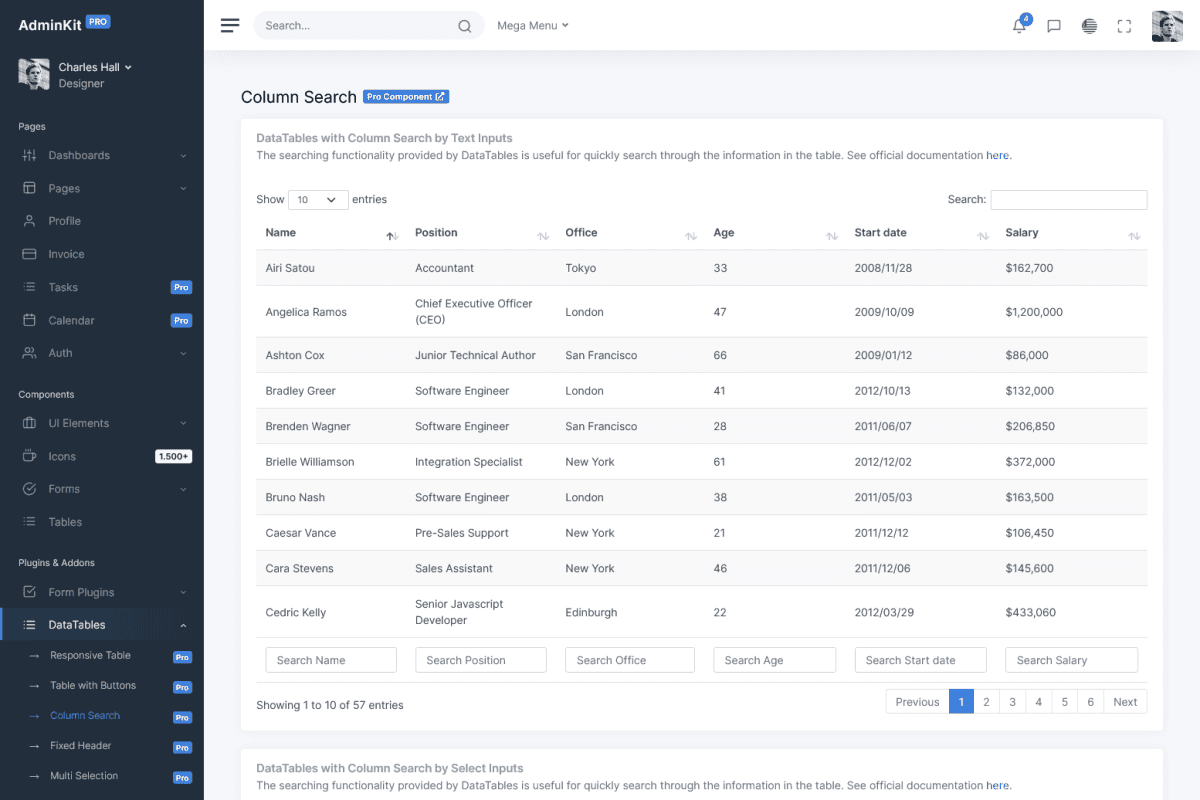 AdminKit PRO
Charles Hall
Designer
Pages
Dashboards
Pages
Profile
Invoice
Tasks Pro
Calendar Pro
Auth
Components
UI Elements
Icons 1.500+
Forms
Tables
Plugins & Addons
Form Plugins
DataTables
→ Responsive Table Pro
→ Table with Buttons Pro
→ Column Search Pro
→ Fixed Header Pro
→ Multi Selection Pro
Search... Mega Menu 4
Column Search Pro Component
DataTables with Column Search by Text Inputs
The searching functionality provided by DataTables is useful for quickly search through the information in the table. See official documentation here.
Show 10 entries Search:
Name Position Office Age Start date Salary
Airi Satou Accountant Tokyo 33 2008/11/28 $162,700
Angelica Ramos Chief Executive Officer (CEO) London 47 2009/10/09 $1,200,000
Ashton Cox Junior Technical Author San Francisco 66 2009/01/12 $86,000
Bradley Greer Software Engineer London 41 2012/10/13 $132,000
Brenden Wagner Software Engineer San Francisco 28 2011/06/07 $206,850
Brielle Williamson Integration Specialist New York 61 2012/12/02 $372,000
Bruno Nash Software Engineer London 38 2011/05/03 $163,500
Caesar Vance Pre-Sales Support New York 21 2011/12/12 $106,450
Cara Stevens Sales Assistant New York 46 2011/12/06 $145,600
Cedric Kelly Senior Javascript Developer Edinburgh 22 2012/03/29 $433,060
Search Name Search Position Search Office Search Age Search Start date Search Salary
Showing 1 to 10 of 57 entries Previous 1 2 3 4 5 6 Next
DataTables with Column Search by Select Inputs
The searching functionality provided by DataTables is useful for quickly search through the information in the table. See official documentation here.